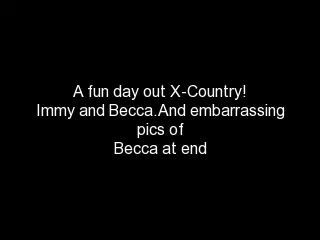 A fun day out X-Country!
Immy and Becca.And embarrassing
pics of
Becca at end